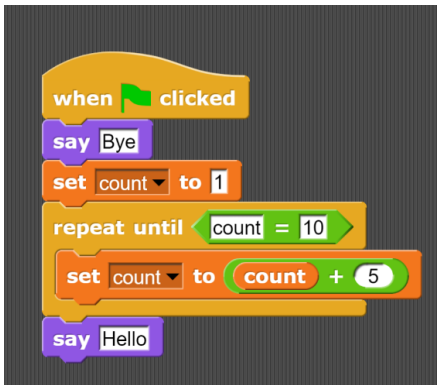 when clicked
say Bye
set count to 1
repeat until count = 10
set count to count + 5
say Hello